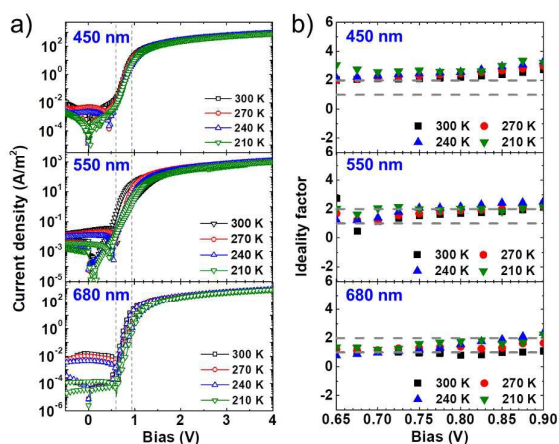 a)
450 nm
10²
10⁰
10⁻²
10⁻⁴
300 K
270 K
240 K
210 K
550 nm
10³
10¹
10⁻¹
10⁻³
10⁻⁵
300 K
270 K
240 K
210 K
680 nm
10²
10⁰
10⁻²
10⁻⁴
10⁻⁶
300 K
270 K
240 K
210 K
Current density (A/m²)
0 1 2 3 4
Bias (V)
b)
450 nm
6
4
2
0
300 K 270 K
240 K 210 K
550 nm
6
4
2
0
300 K 270 K
240 K 210 K
680 nm
6
4
2
0
300 K 270 K
240 K 210 K
Ideality factor
0.65 0.70 0.75 0.80 0.85 0.90
Bias (V)